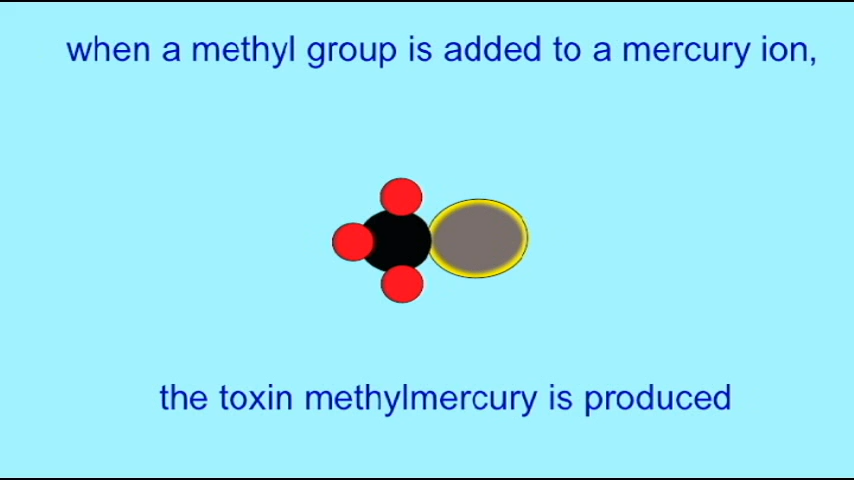 when a methyl group is added to a mercury ion,
the toxin methylmercury is produced